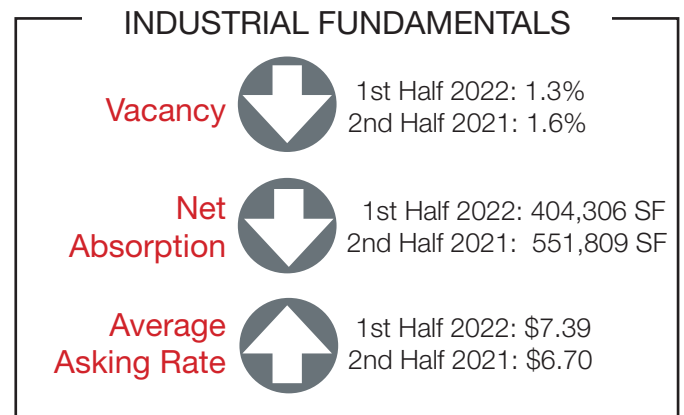 INDUSTRIAL FUNDAMENTALS
Vacancy
1st Half 2022: 1.3%
2nd Half 2021: 1.6%
Net
Absorption
1st Half 2022: 404,306 SF
2nd Half 2021: 551,809 SF
Average
Asking Rate
1st Half 2022: $7.39
2nd Half 2021: $6.70